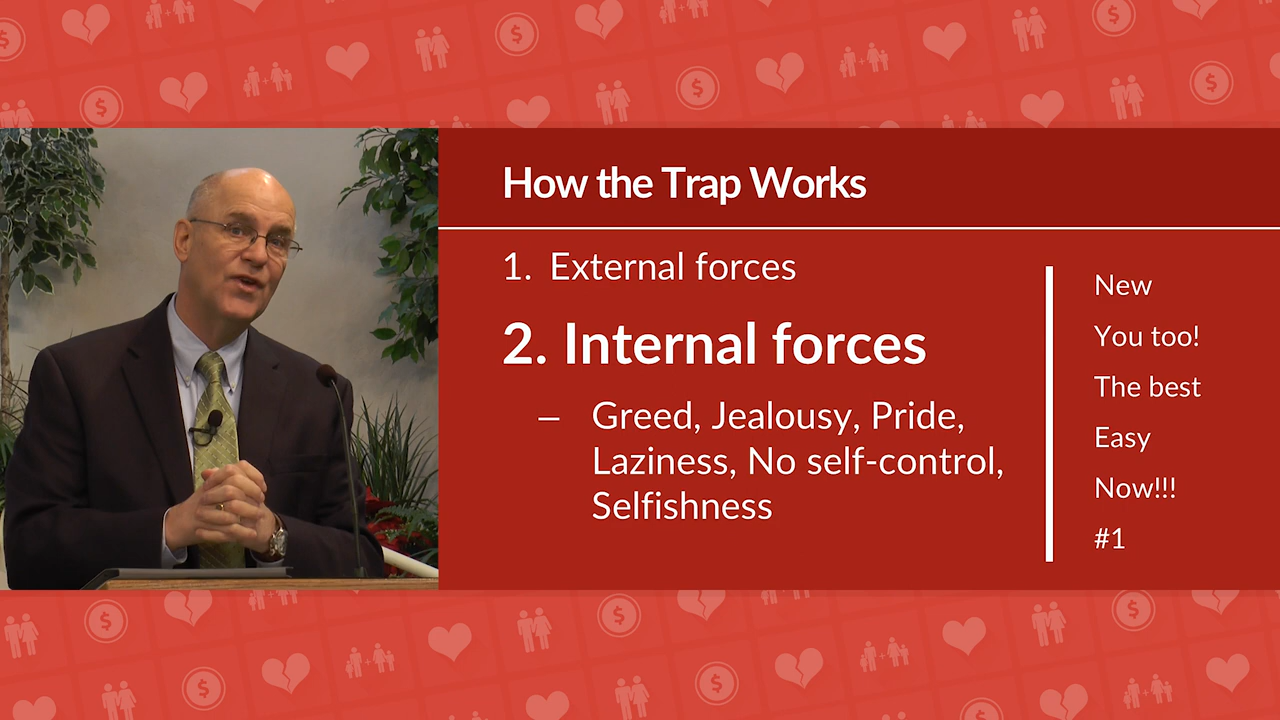 How the Trap Works
1. External forces
2. Internal forces
– Greed, Jealousy, Pride,
Laziness, No self-control,
Selfishness
New
You too!
The best
Easy
Now!!!
#1